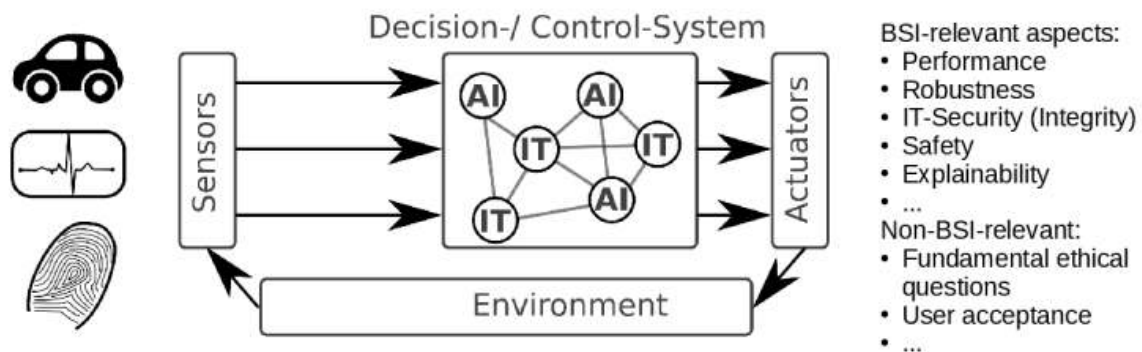 Decision-/ Control-System
Sensors
AI
AI
IT
IT
AI
IT
Actuators
Environment
BSI-relevant aspects:
• Performance
• Robustness
• IT-Security (Integrity)
• Safety
• Explainability
• ...
Non-BSI-relevant:
• Fundamental ethical
questions
• User acceptance
• ...